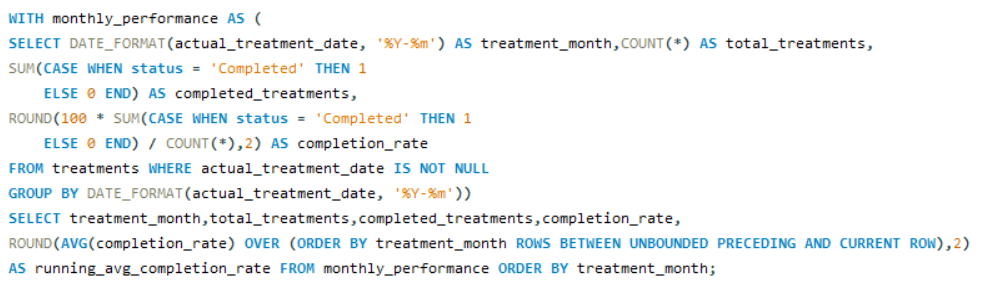 WITH monthly_performance AS (
SELECT DATE_FORMAT(actual_treatment_date, '%Y-%m') AS treatment_month,COUNT(*) AS total_treatments,
SUM(CASE WHEN status = 'Completed' THEN 1
    ELSE 0 END) AS completed_treatments,
ROUND(100 * SUM(CASE WHEN status = 'Completed' THEN 1
    ELSE 0 END) / COUNT(*),2) AS completion_rate
FROM treatments WHERE actual_treatment_date IS NOT NULL
GROUP BY DATE_FORMAT(actual_treatment_date, '%Y-%m'))
SELECT treatment_month,total_treatments,completed_treatments,completion_rate,
ROUND(AVG(completion_rate) OVER (ORDER BY treatment_month ROWS BETWEEN UNBOUNDED PRECEDING AND CURRENT ROW),2)
AS running_avg_completion_rate FROM monthly_performance ORDER BY treatment_month;